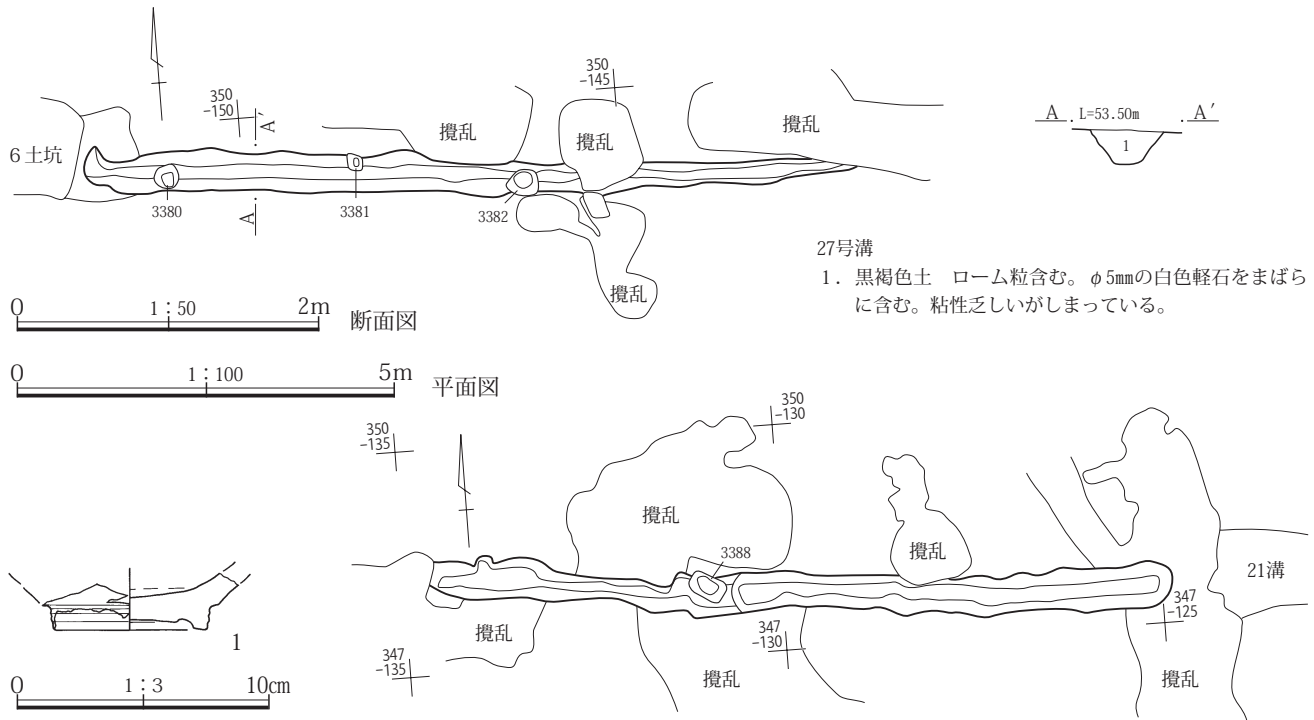 350
-150
A′
350
-145
攪乱
攪乱
攪乱
6土坑
3380
A
3381
3382
攪乱
A L=53.50m A′
1
27号溝
1．黒褐色土　ローム粒含む。φ5㎜の白色軽石をまばら
に含む。粘性乏しいがしまっている。
0 1：50 2m 断面図
0 1：100 5m 平面図
350
-135
350
-130
攪乱
3388
攪乱
21溝
攪乱
347
-135
347
-130
攪乱
347
-125
攪乱
1
0 1：3 10㎝